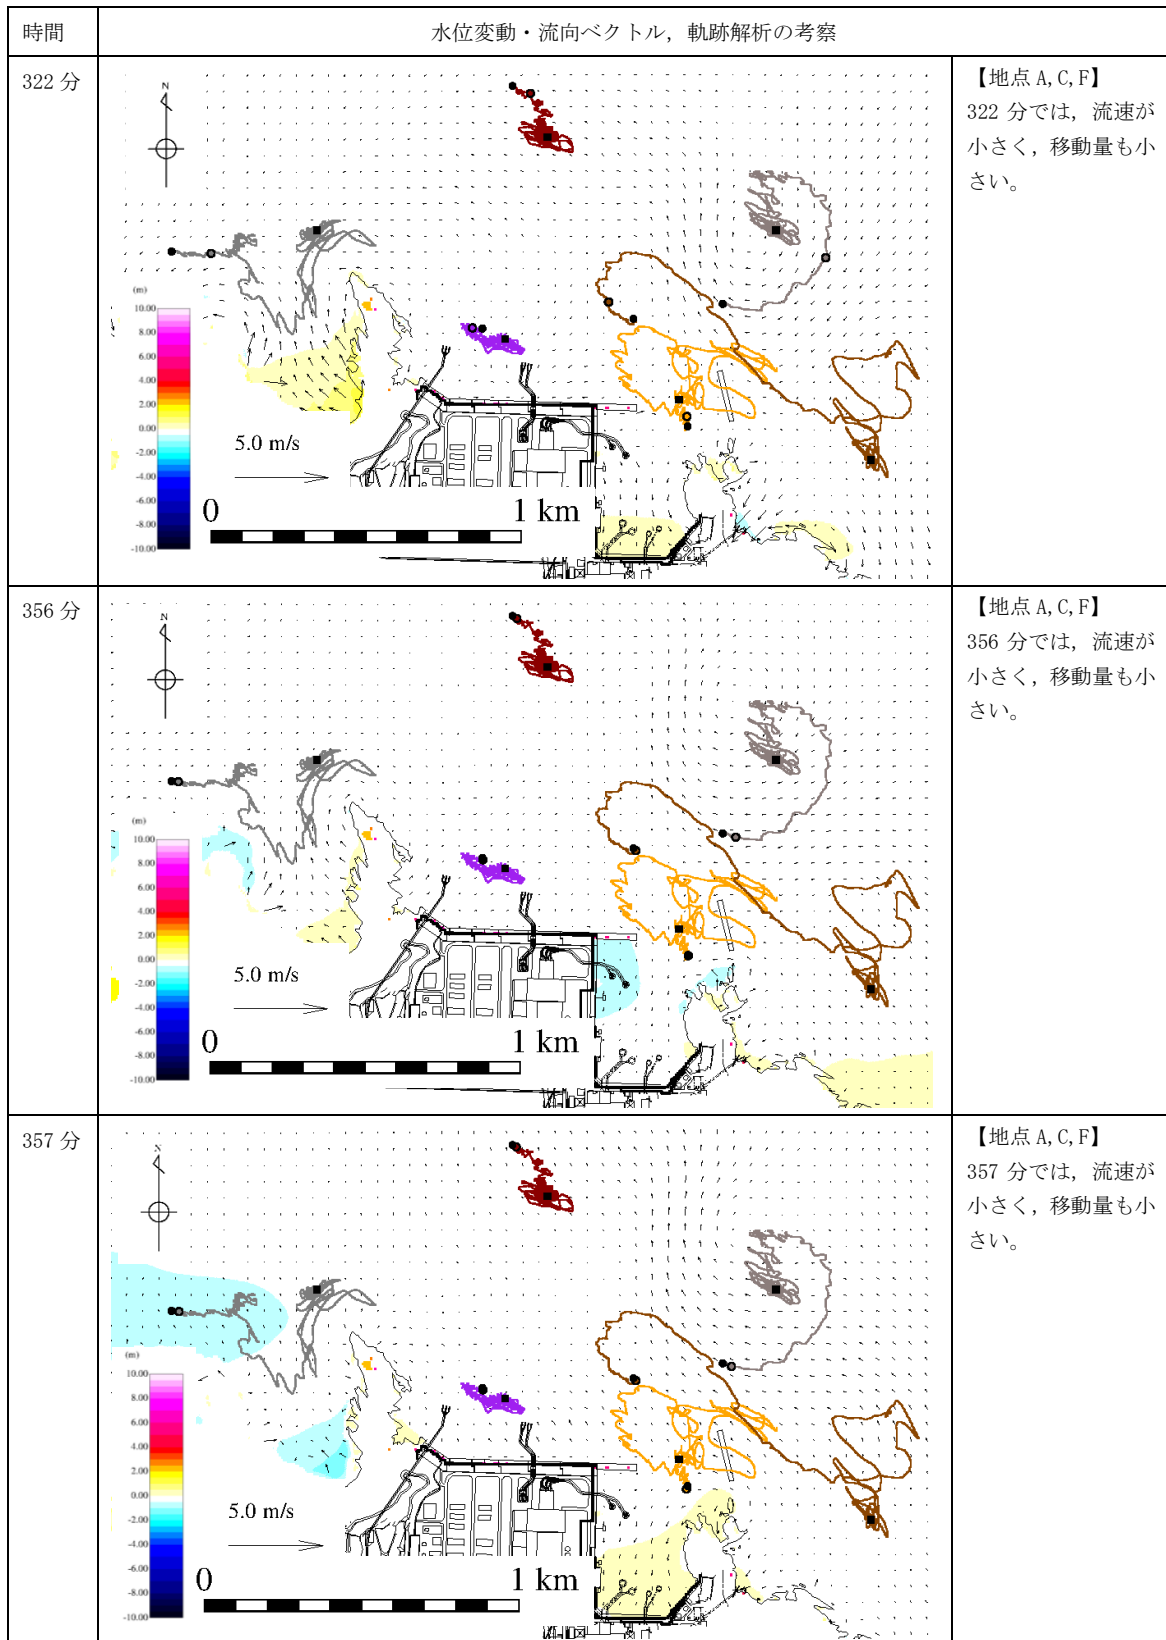 時間
水位変動・流向ベクトル，軌跡解析の考察
322 分
N
(m)
10.00
8.00
6.00
4.00
2.00
0.00
-2.00
-4.00
-6.00
-8.00
-10.00
5.0 m/s
0
1 km
【地点 A,C,F】
322 分では，流速が
小さく，移動量も小
さい。
356 分
N
(m)
10.00
8.00
6.00
4.00
2.00
0.00
-2.00
-4.00
-6.00
-8.00
-10.00
5.0 m/s
0
1 km
【地点 A,C,F】
356 分では，流速が
小さく，移動量も小
さい。
357 分
N
(m)
10.00
8.00
6.00
4.00
2.00
0.00
-2.00
-4.00
-6.00
-8.00
-10.00
5.0 m/s
0
1 km
【地点 A,C,F】
357 分では，流速が
小さく，移動量も小
さい。